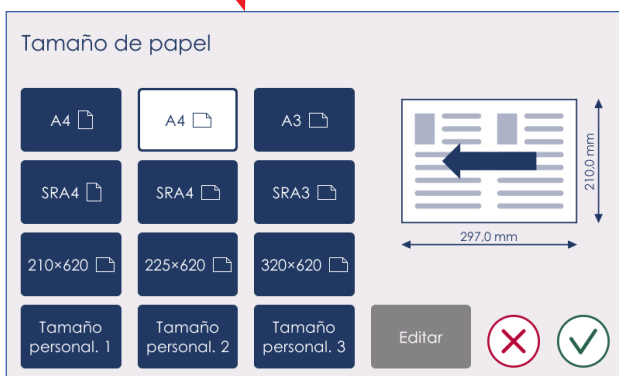 Tamaño de papel
A4
A4
A3
SRA4
SRA4
SRA3
210×620
225×620
320×620
Tamaño
personal. 1
Tamaño
personal. 2
Tamaño
personal. 3
Editar
210,0 mm
297,0 mm